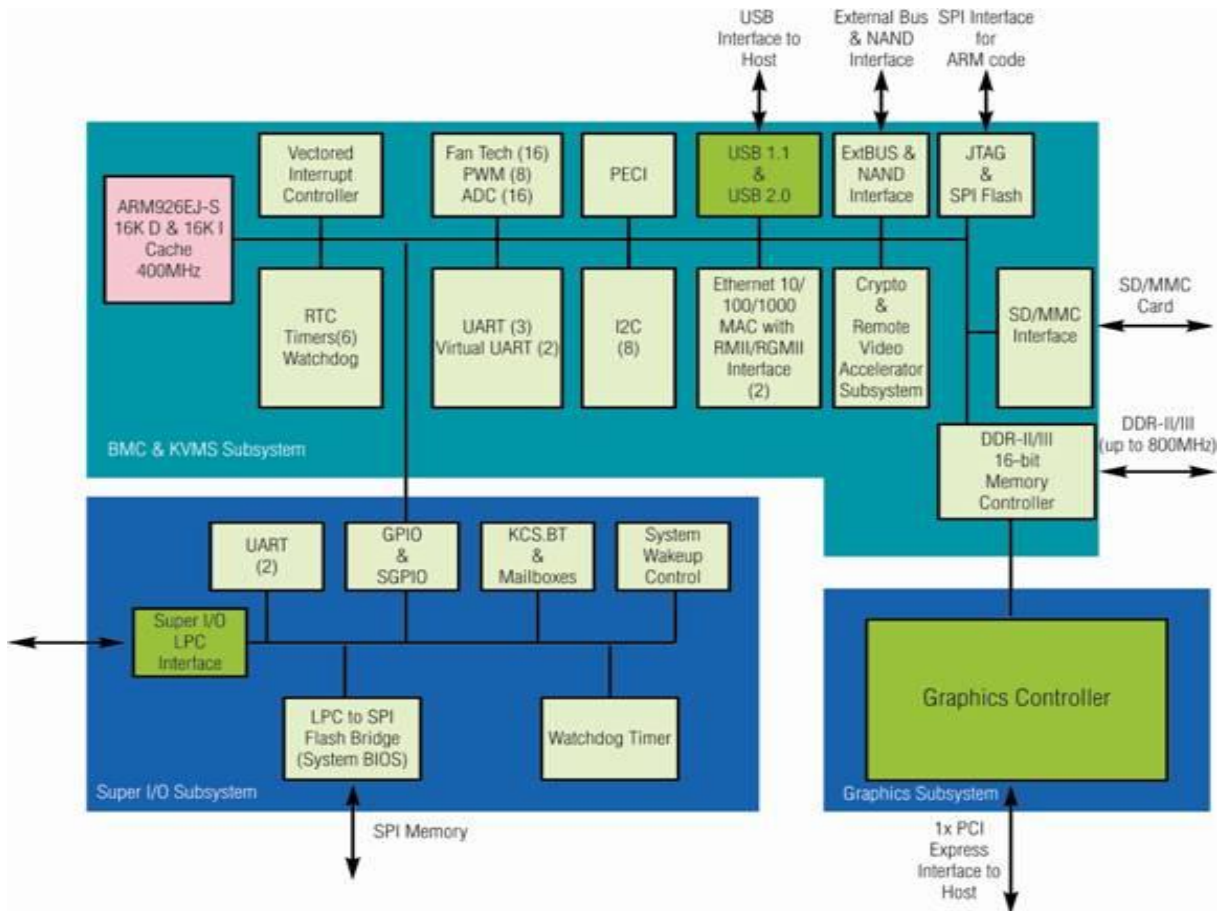 USB
Interface to
Host
External Bus
& NAND
Interface
SPI Interface
for
ARM code
Vectored
Interrupt
Controller
Fan Tech (16)
PWM (8)
ADC (16)
PECI
USB 1.1
&
USB 2.0
ExtBUS &
NAND
Interface
JTAG
&
SPI Flash
ARM926EJ-S
16K D & 16K I
Cache
400MHz
RTC
Timers(6)
Watchdog
UART (3)
Virtual UART (2)
I2C
(8)
Ethernet 10/
100/1000
MAC with
RMII/RGMII
Interface
(2)
Crypto
&
Remote
Video
Accelerator
Subsystem
SD/MMC
Interface
SD/MMC
Card
BMC & KVMS Subsystem
DDR-II/III
16-bit
Memory
Controller
DDR-II/III
(up to 800MHz)
UART
(2)
GPIO
&
SGPIO
KCS.BT
&
Mailboxes
System
Wakeup
Control
Super I/O
LPC
Interface
LPC to SPI
Flash Bridge
(System BIOS)
Watchdog Timer
Super I/O Subsystem
SPI Memory
Graphics Controller
Graphics Subsystem
1x PCI
Express
Interface to
Host